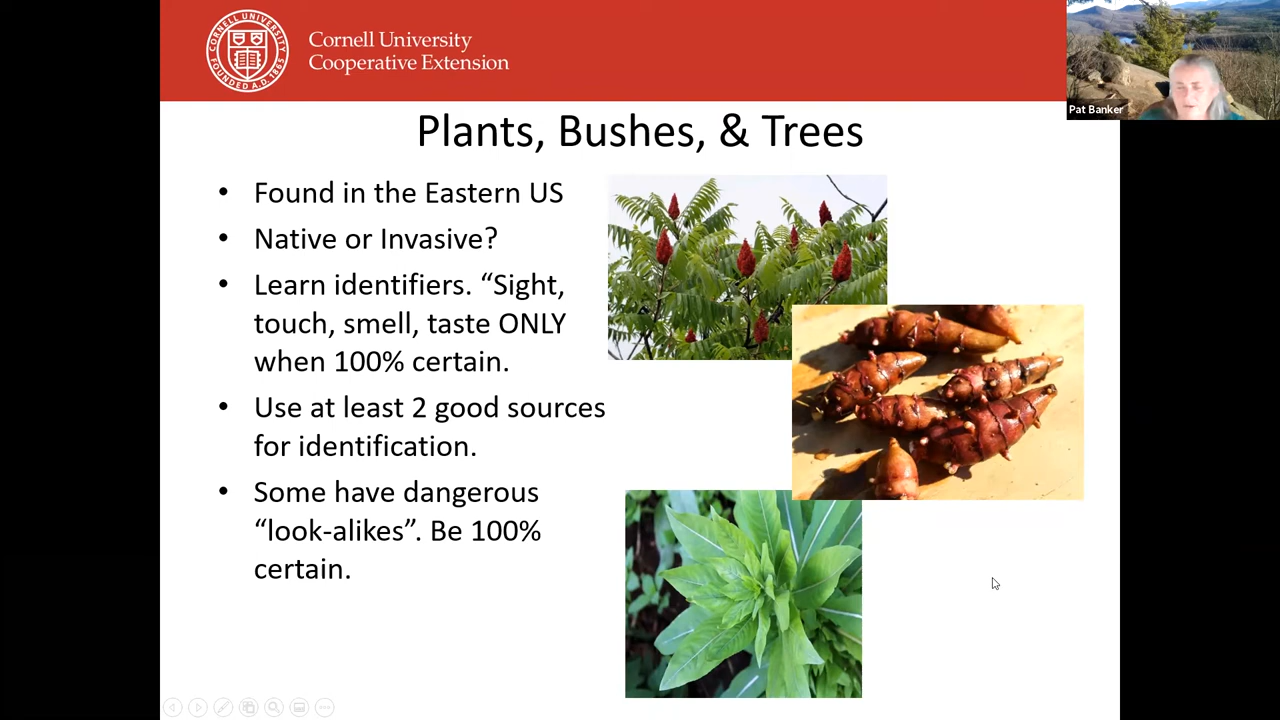 CORNELL UNIVERSITY
FOUNDED A.D. 1865
Cornell University
Cooperative Extension
Pat Banker
Plants, Bushes, & Trees
• Found in the Eastern US
• Native or Invasive?
• Learn identifiers. “Sight,
touch, smell, taste ONLY
when 100% certain.
• Use at least 2 good sources
for identification.
• Some have dangerous
“look-alikes”. Be 100%
certain.